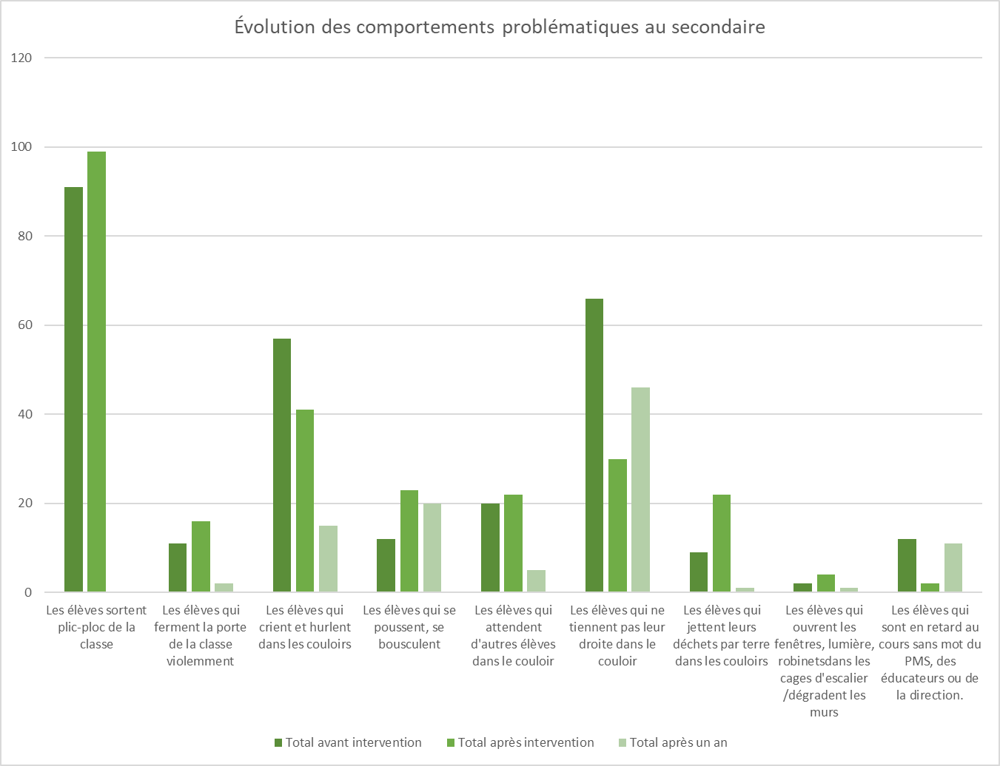 Évolution des comportements problématiques au secondaire
120
100
80
60
40
20
0
Les élèves sortent
plic-ploc de la
classe
Les élèves qui
ferment la porte
de la classe
violemment
Les élèves qui
crient et hurlent
dans les couloirs
Les élèves qui se
poussent, se
bousculent
Les élèves qui
attendent
d'autres élèves
dans le couloir
Les élèves qui ne
tiennent pas leur
droite dans le
couloir
Les élèves qui
jettent leurs
déchets par terre
dans les couloirs
Les élèves qui
ouvrent les
fenêtres, lumière,
robinetsdans les
cages d'escalier
/dégradent les
murs
Les élèves qui
sont en retard au
cours sans mot du
PMS, des
éducateurs ou de
la direction.
Total avant intervention
Total après intervention
Total après un an